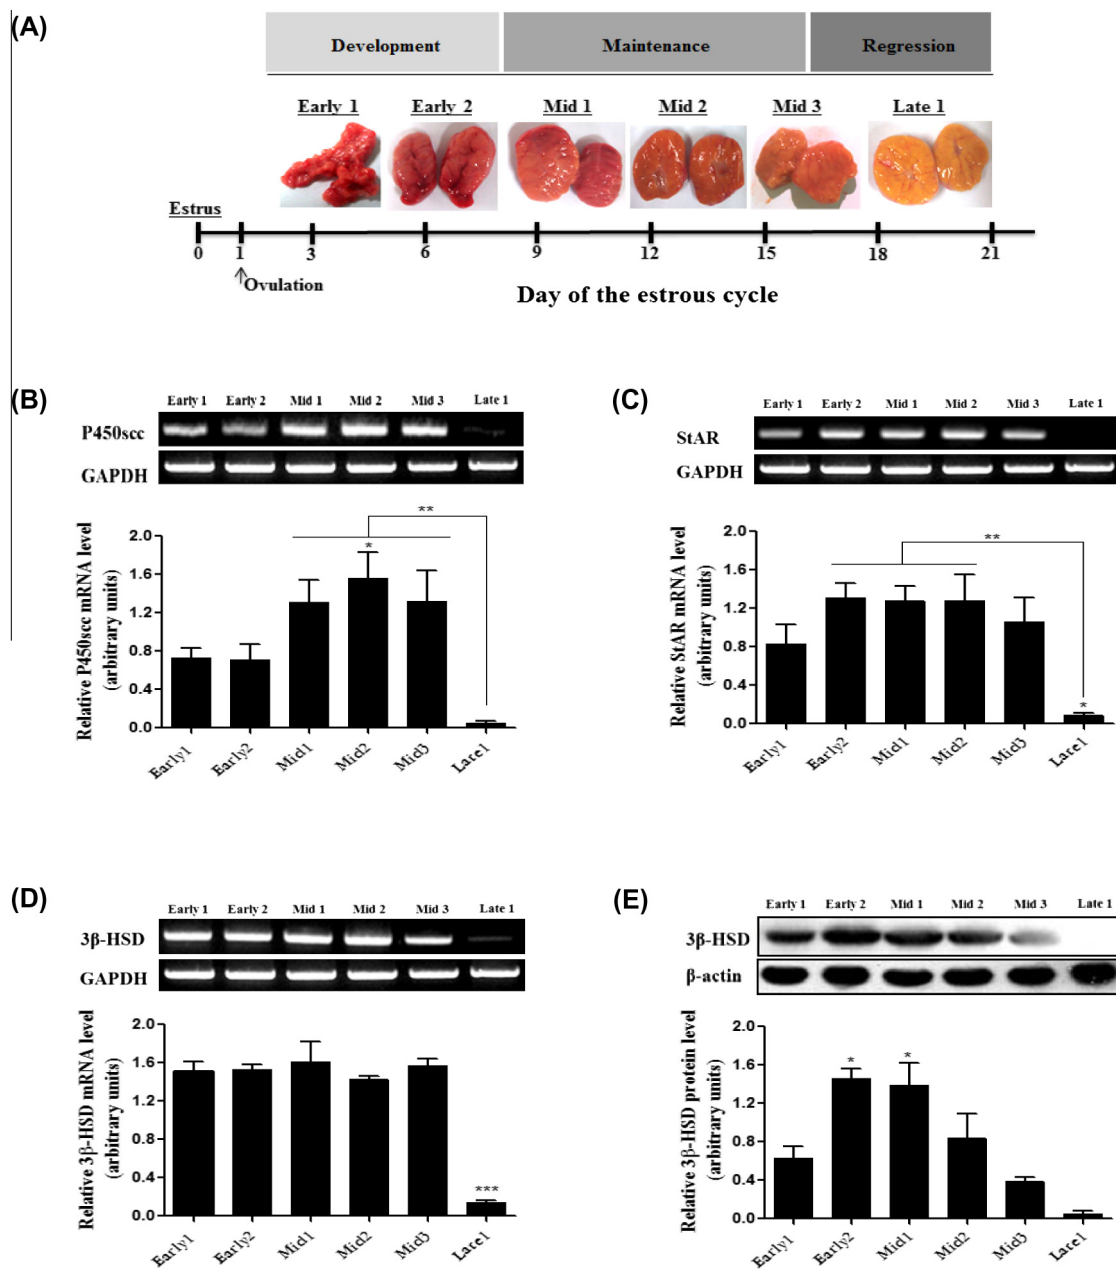 (A)
Development Maintenance Regression
Early 1 Early 2 Mid 1 Mid 2 Mid 3 Late 1
Estrus
0 1 3 6 9 12 15 18 21
Ovulation
Day of the estrous cycle
(B)
Early 1 Early 2 Mid 1 Mid 2 Mid 3 Late 1
P450scc
GAPDH
Relative P450scc mRNA level
(arbitrary units)
**
*
2.0
1.6
1.2
0.8
0.4
0.0
Early1 Early2 Mid1 Mid2 Mid3 Late1
(C)
Early 1 Early 2 Mid 1 Mid 2 Mid 3 Late 1
StAR
GAPDH
Relative StAR mRNA level
(arbitrary units)
**
2.0
1.6
1.2
0.8
0.4
0.0
*
Early1 Early2 Mid1 Mid2 Mid3 Late1
(D)
Early 1 Early 2 Mid 1 Mid 2 Mid 3 Late 1
3β-HSD
GAPDH
Relative 3β-HSD mRNA level
(arbitrary units)
2.0
1.6
1.2
0.8
0.4
0.0
***
Early1 Early2 Mid1 Mid2 Mid3 Late1
(E)
Early 1 Early 2 Mid 1 Mid 2 Mid 3 Late 1
3β-HSD
β-actin
Relative 3β-HSD protein level
(arbitrary units)
2.0
1.6
1.2
0.8
0.4
0.0
* *
Early1 Early2 Mid1 Mid2 Mid3 Late1